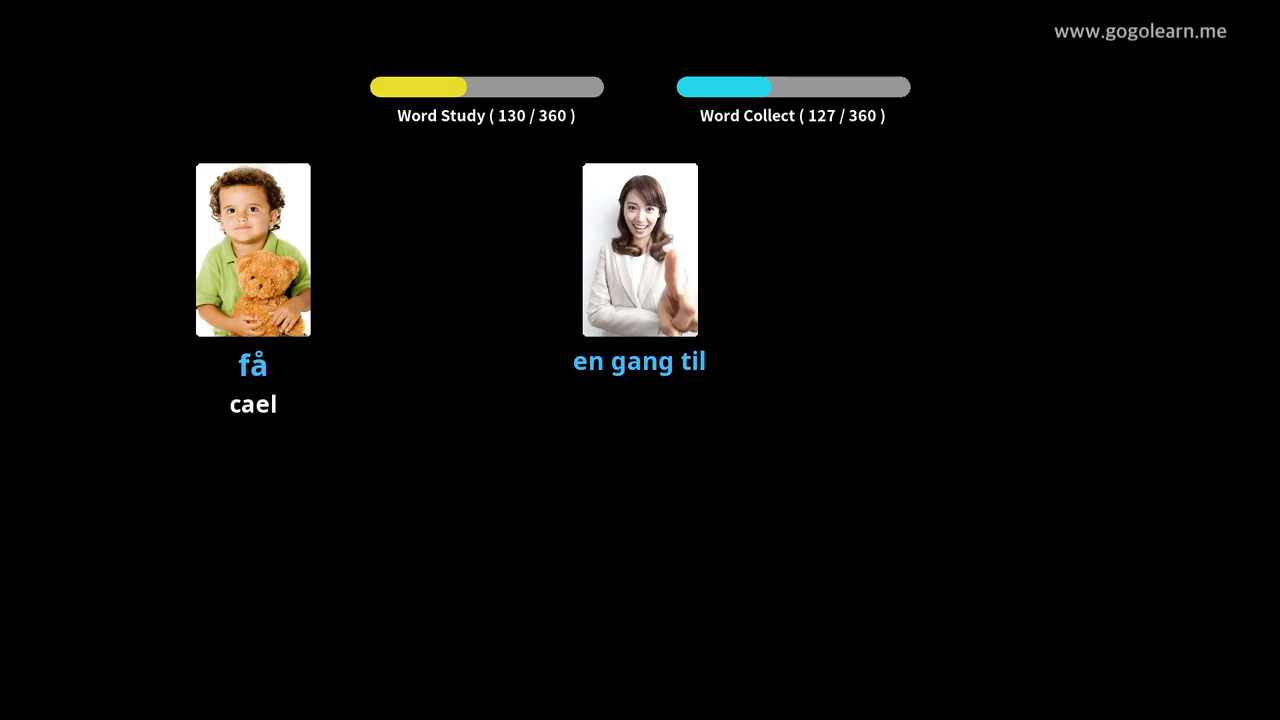 www.gogolearn.me
Word Study ( 130 / 360 )
Word Collect ( 127 / 360 )
få
cael
en gang til